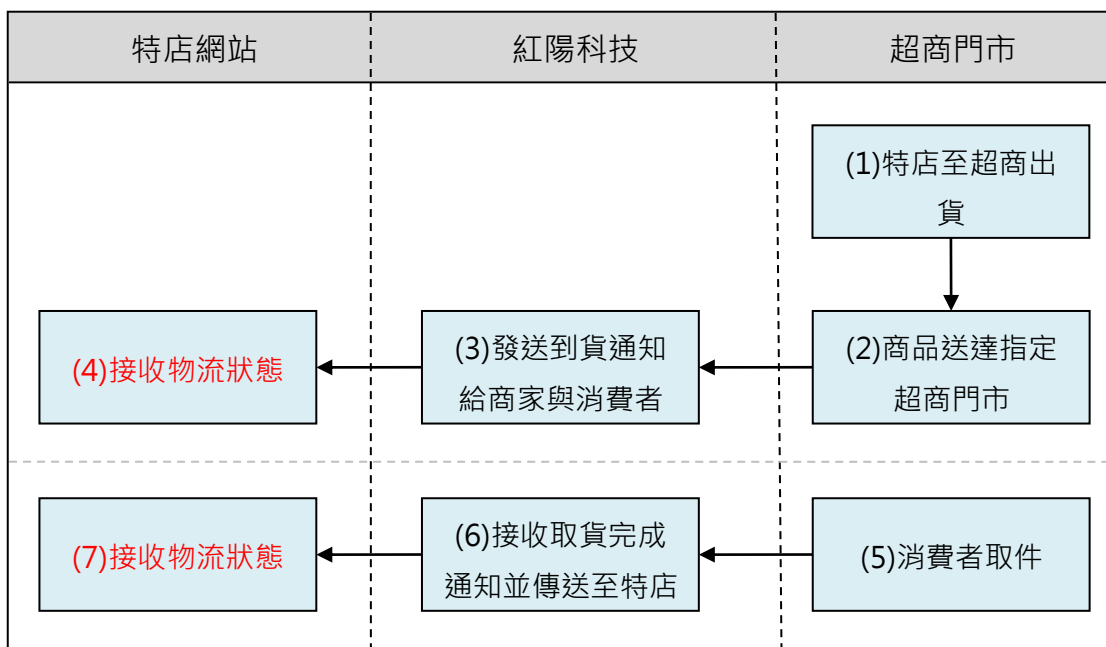 特店網站
紅陽科技
超商門市
(1)特店至超商出
貨
(4)接收物流狀態
(3)發送到貨通知
給商家與消費者
(2)商品送達指定
超商門市
(7)接收物流狀態
(6)接收取貨完成
通知並傳送至特店
(5)消費者取件